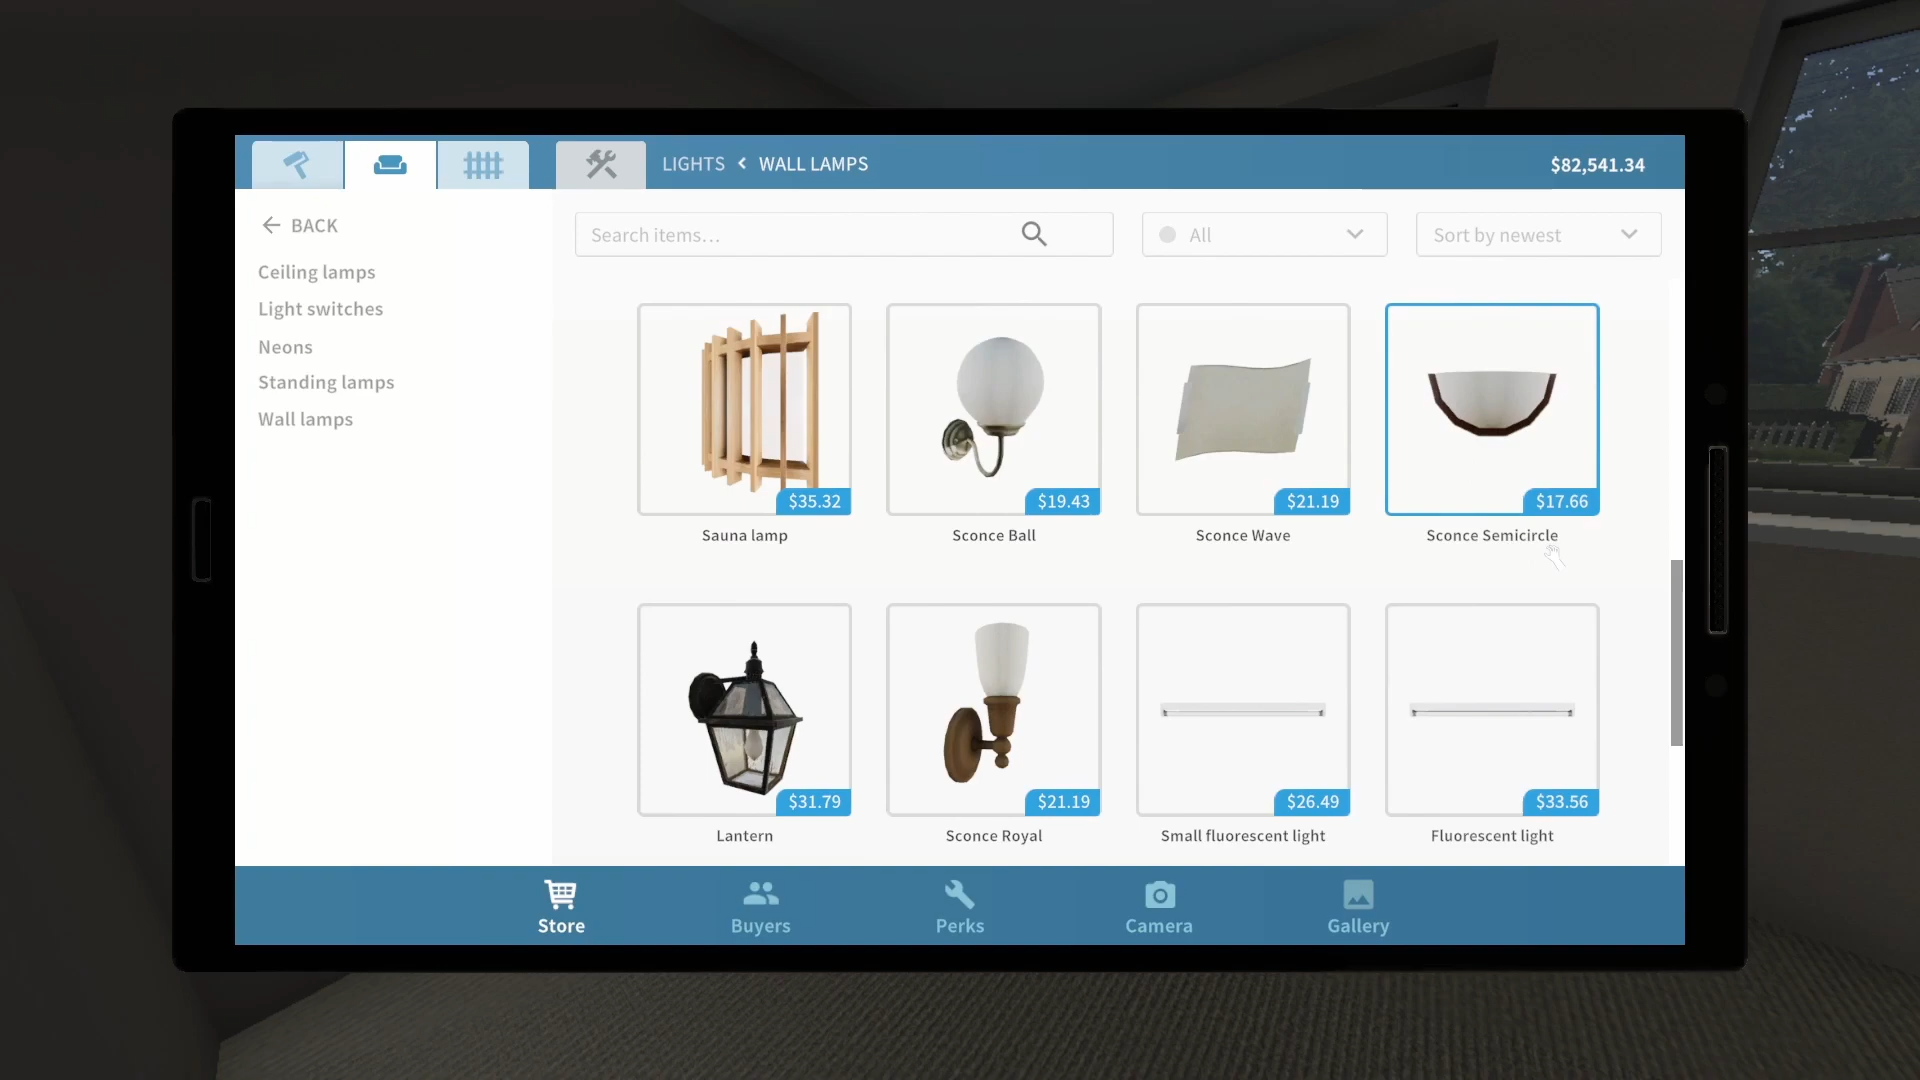 LIGHTS < WALL LAMPS
$82,541.34
BACK
Search items...
All
Sort by newest
Ceiling lamps
Light switches
Neons
Standing lamps
Wall lamps
$35.32
$19.43
$21.19
$17.66
Sauna lamp
Sconce Ball
Sconce Wave
Sconce Semicircle
$31.79
$21.19
$26.49
$33.56
Lantern
Sconce Royal
Small fluorescent light
Fluorescent light
Store
Buyers
Perks
Camera
Gallery